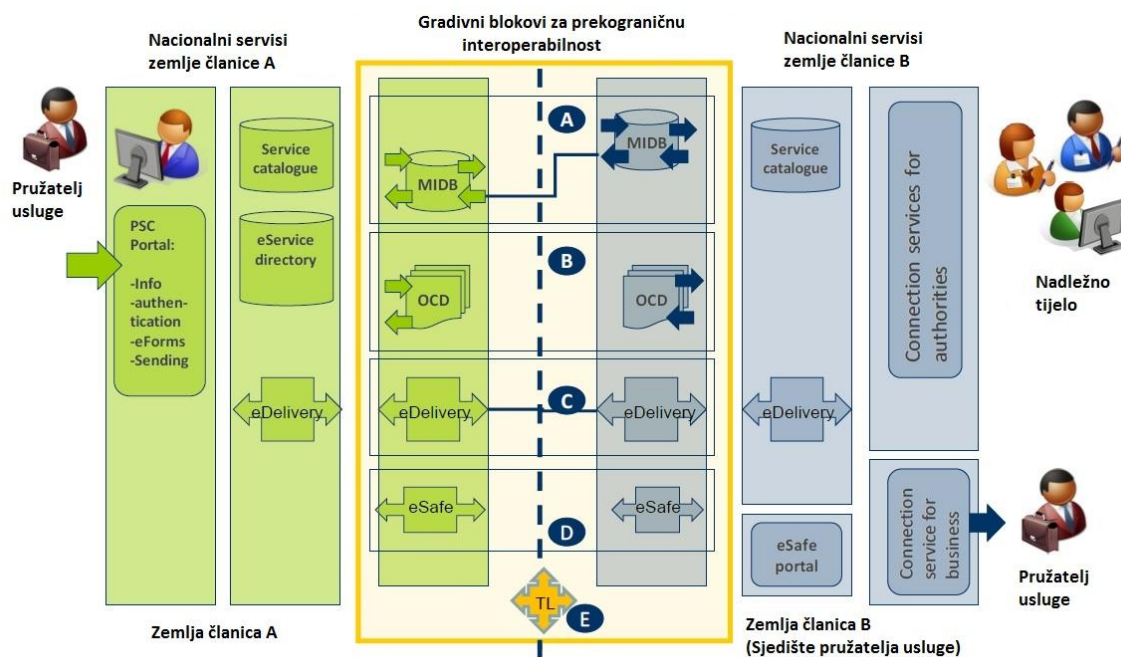 Gradivni blokovi za prekograničnu
interoperabilnost
Nacionalni servisi
zemlje članice A
Nacionalni servisi
zemlje članice B
Pružatelj
usluge
PSC
Portal:
-Info
-authen-
tication
-eForms
-Sending
Service
catalogue
eService
directory
eDelivery
A
MIDB
MIDB
B
OCD
OCD
C
eDelivery
eDelivery
eSafe
eSafe
D
TL
E
Service
catalogue
eDelivery
eSafe
portal
Connection services for
authorities
Connection
service for
business
Nadležno
tijelo
Pružatelj
usluge
Zemlja članica A
Zemlja članica B
(Sjedište pružatelja usluge)